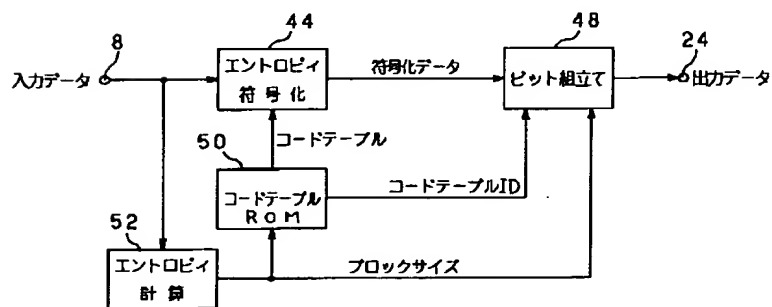 44
48
24
8
入力データ
エントロピィ
符号化
符号化データ
ビット組立て
出力データ
コードテーブル
50
コードテーブル
ROM
コードテーブルID
52
エントロピィ
計算
ブロックサイズ